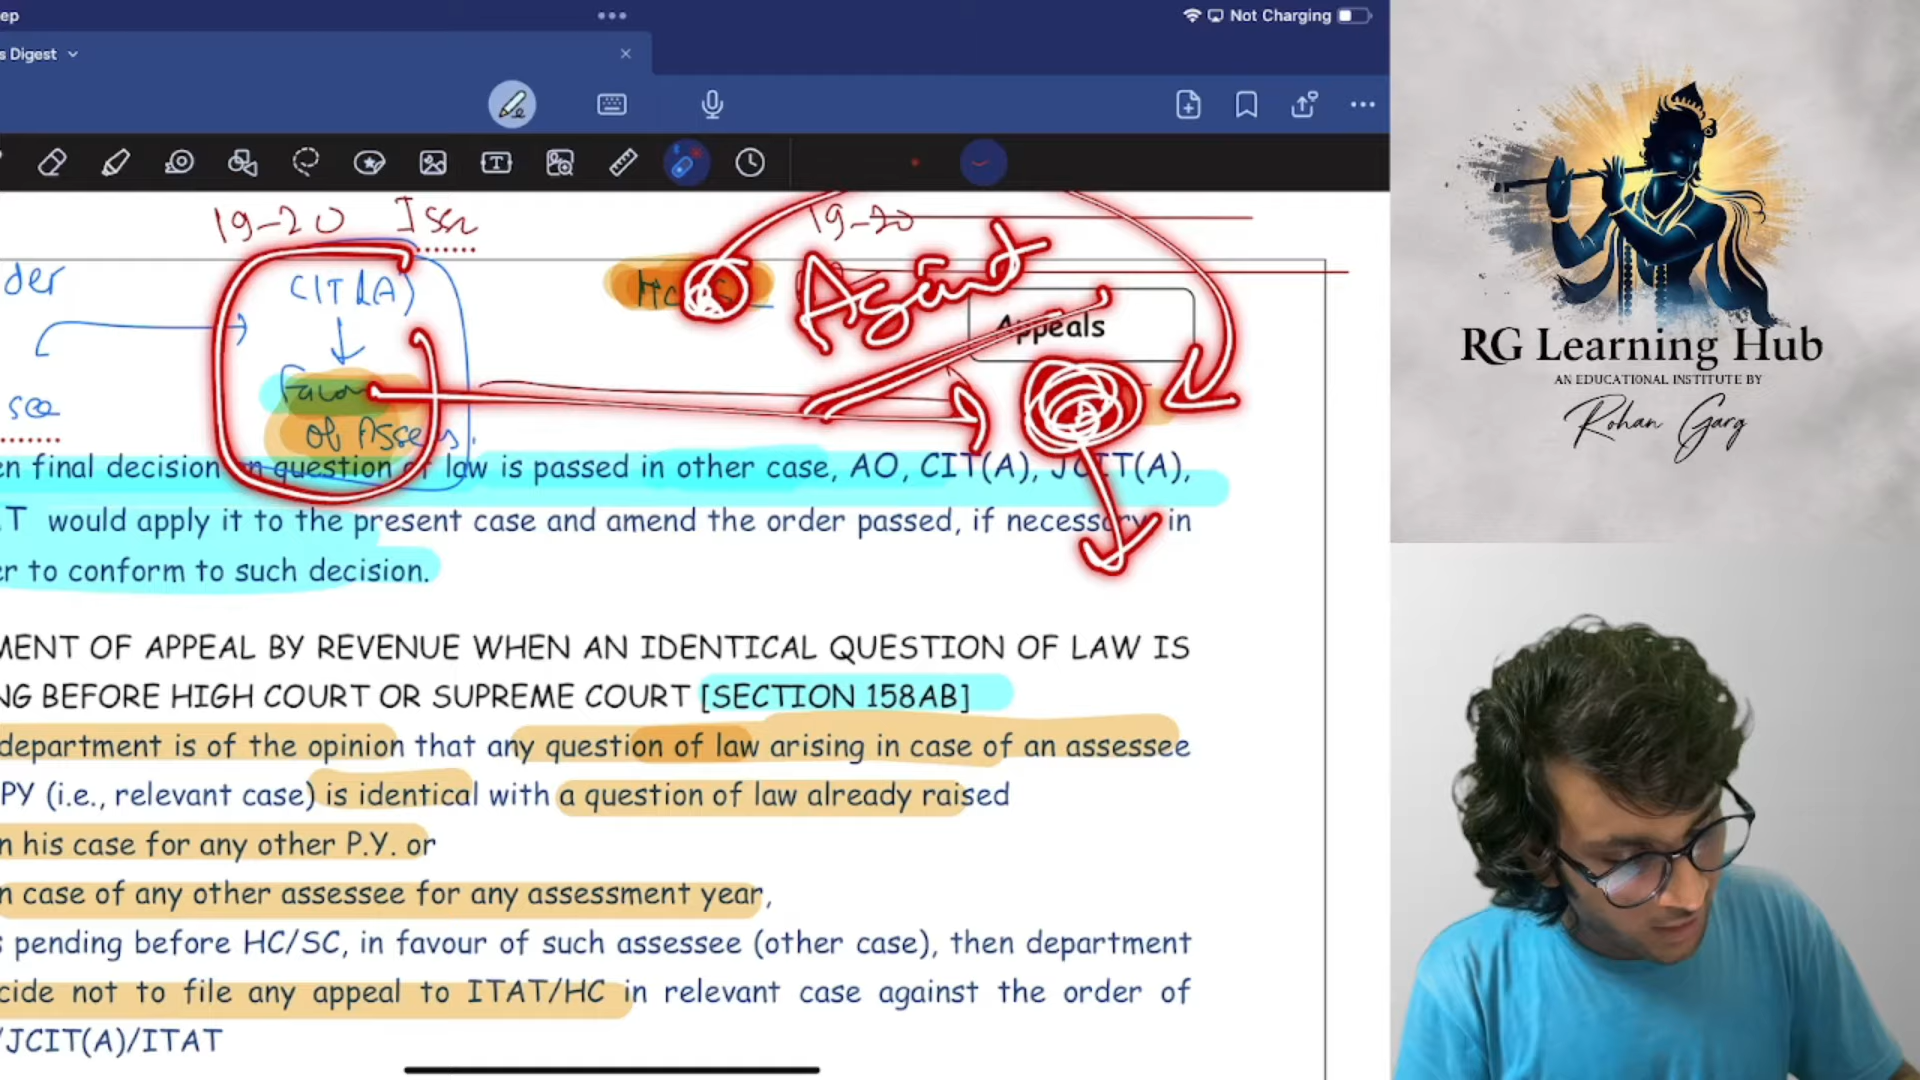 ep
Not Charging
s Digest
T
19-20 Issue
19-20
der
CIT(A)
HC
Against
Appeals
Favour
see
of Assess.
en final decision on question of law is passed in other case, AO, CIT(A), JCIT(A),
.T would apply it to the present case and amend the order passed, if necessary, in
er to conform to such decision.
MENT OF APPEAL BY REVENUE WHEN AN IDENTICAL QUESTION OF LAW IS
NG BEFORE HIGH COURT OR SUPREME COURT [SECTION 158AB]
department is of the opinion that any question of law arising in case of an assessee
PY (i.e., relevant case) is identical with a question of law already raised
n his case for any other P.Y. or
n case of any other assessee for any assessment year,
s pending before HC/SC, in favour of such assessee (other case), then department
cide not to file any appeal to ITAT/HC in relevant case against the order of
/JCIT(A)/ITAT
RG Learning Hub
AN EDUCATIONAL INSTITUTE BY
Rohan Garg